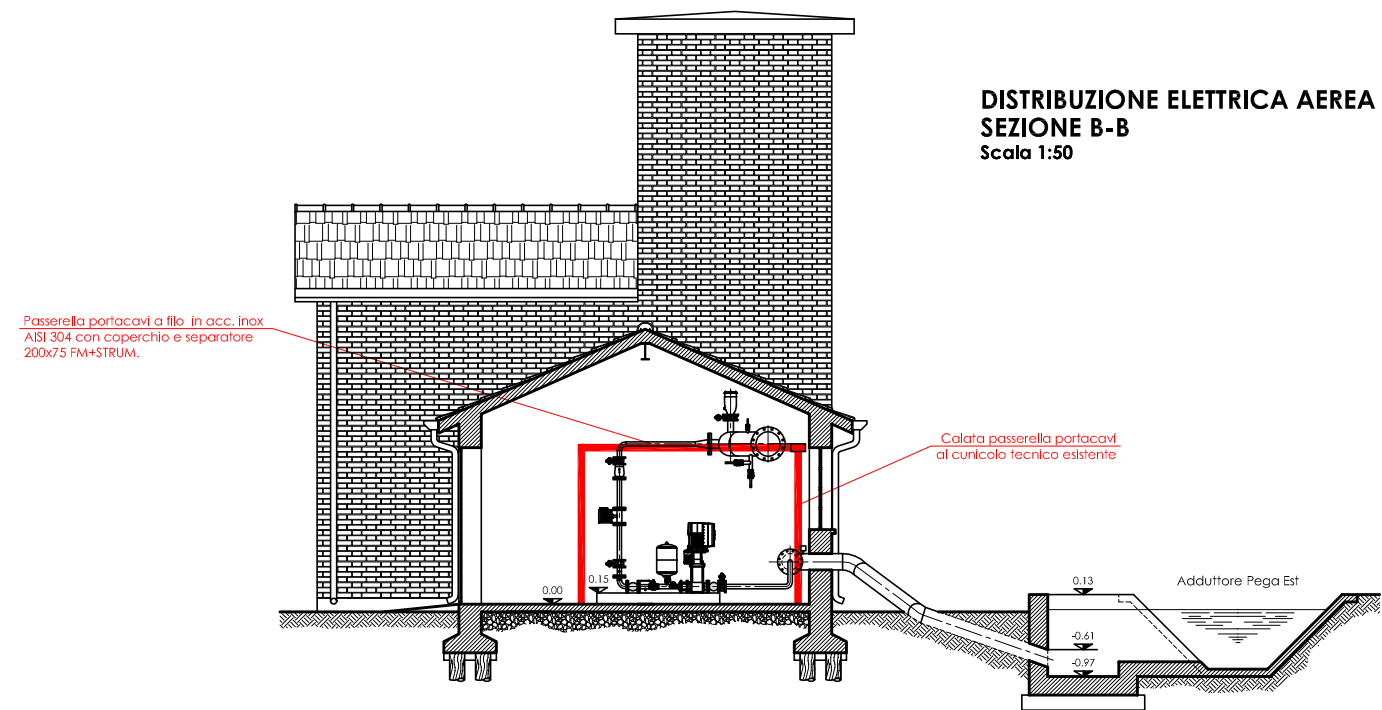 DISTRIBUZIONE ELETTRICA AEREA
SEZIONE B-B
Scala 1:50
Passerella portacavi a filo in acc. inox
AISI 304 con coperchio e separatore
200x75 FM+STRUM.
Calata passerella portacavi
al cunicolo tecnico esistente
0.00
0.15
0.13
Adduttore Pega Est
-0.61
-0.97